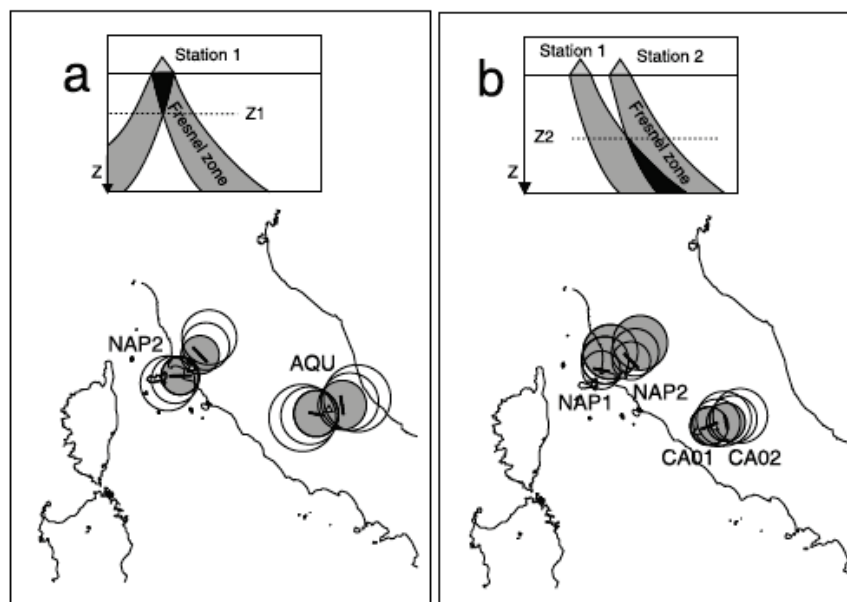 a
Station 1
Z1
Fresnel zone
Z
NAP2
AQU
b
Station 1
Station 2
Z2
Fresnel zone
Z
NAP1
NAP2
CA01
CA02